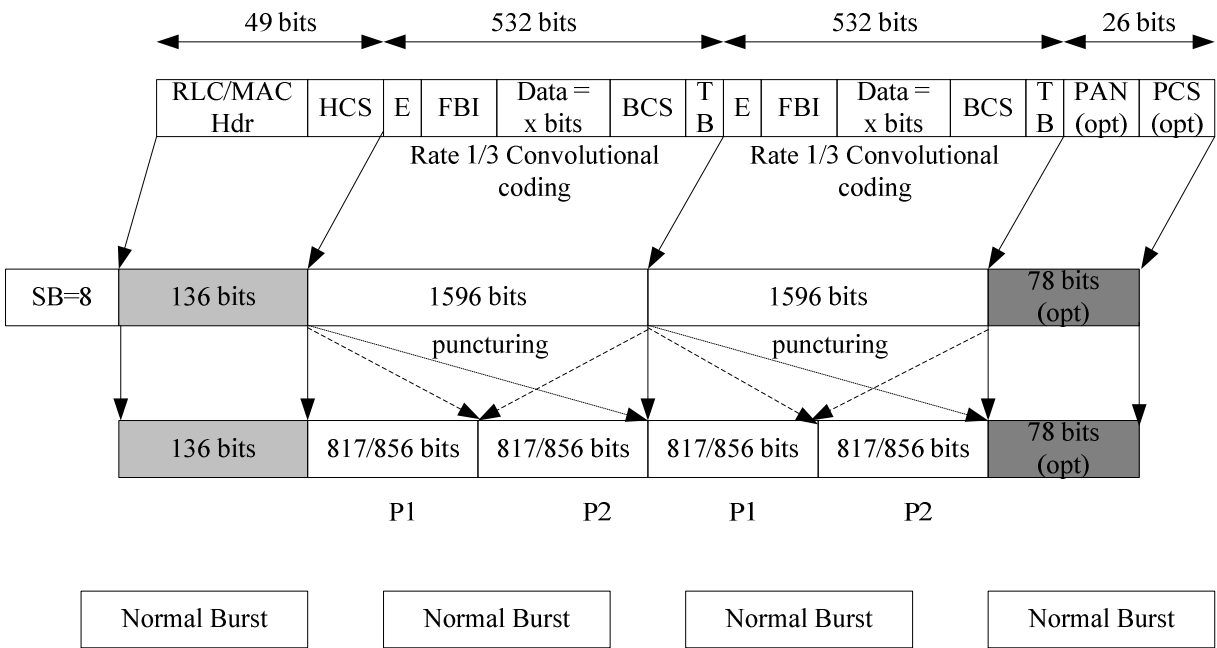 49 bits 532 bits 532 bits 26 bits
RLC/MAC
Hdr
HCS
E
FBI
Data =
x bits
BCS
T
B
E
FBI
Data =
x bits
BCS
T
B
PAN
(opt)
PCS
(opt)
Rate 1/3 Convolutional
coding
Rate 1/3 Convolutional
coding
SB=8
136 bits
1596 bits
1596 bits
78 bits
(opt)
puncturing
puncturing
136 bits
817/856 bits
817/856 bits
817/856 bits
817/856 bits
78 bits
(opt)
P1 P2 P1 P2
Normal Burst
Normal Burst
Normal Burst
Normal Burst